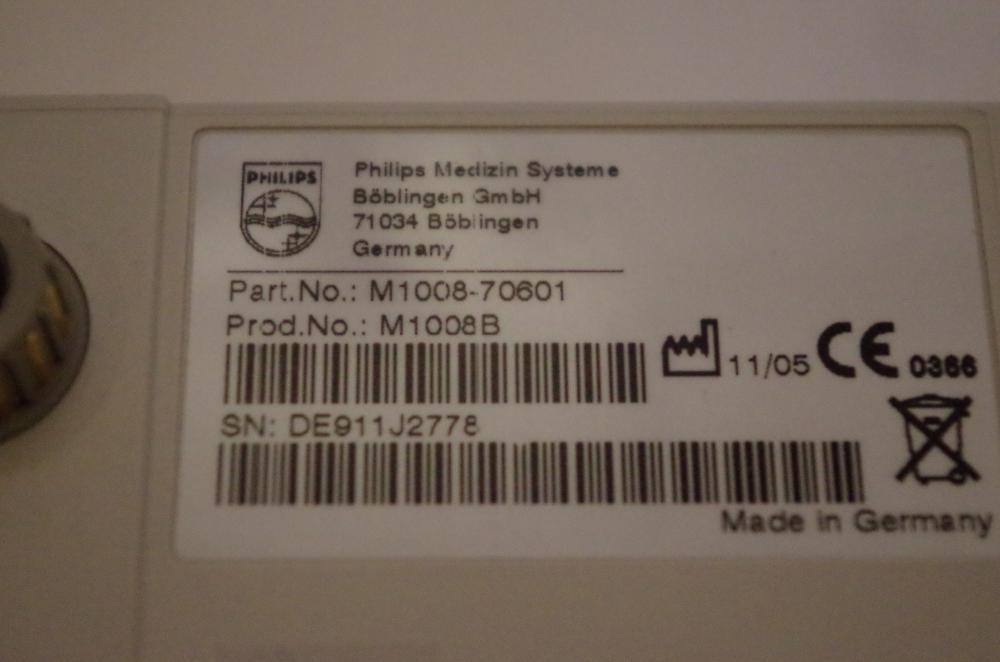 PHILIPS
Philips Medizin Systeme
Böblingen GmbH
71034 Böblingen
Germany
Part.No.: M1008-70601
Prod.No.: M1008B
11/05 CE 0366
SN: DE911J2778
Made in Germany